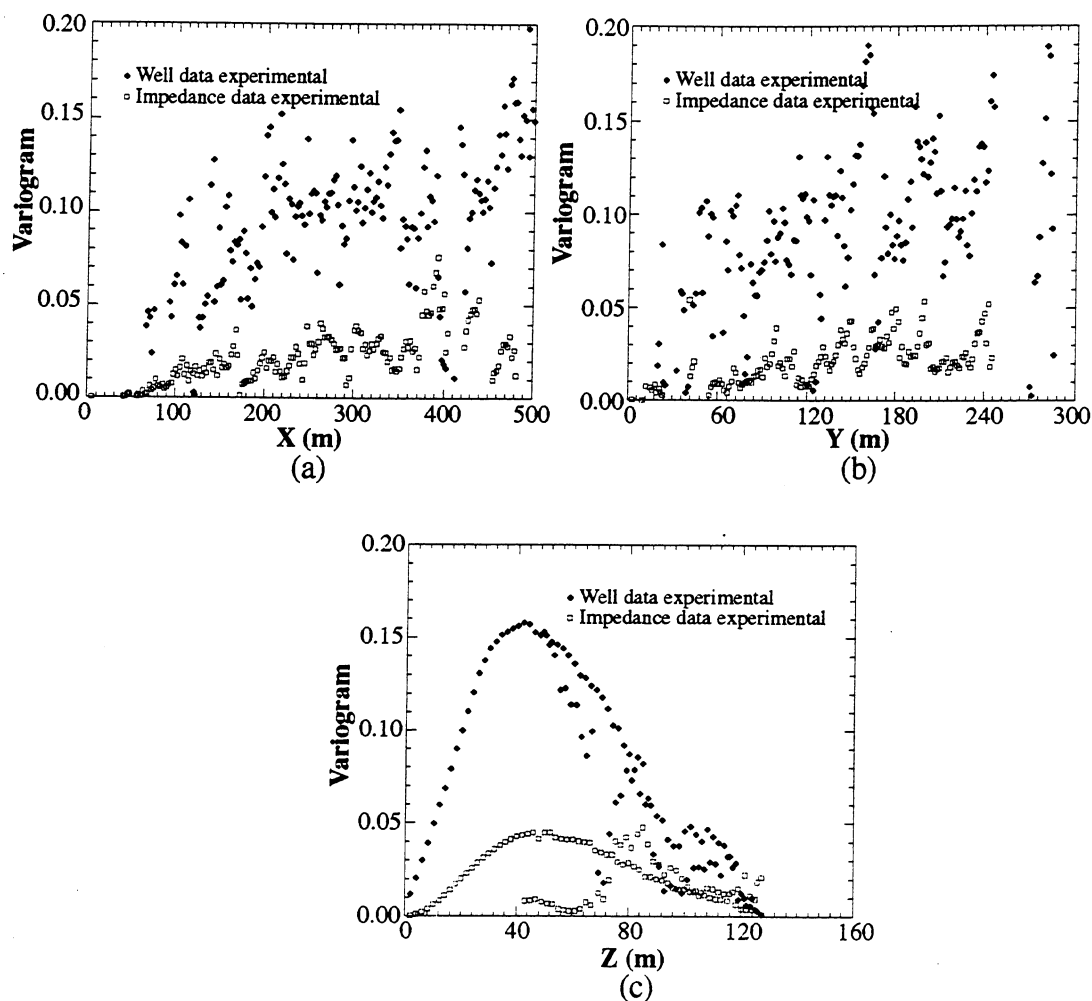 0.20
0.15
0.10
0.05
0.00
Variogram
◆ Well data experimental
□ Impedance data experimental
0 100 200 300 400 500
X (m)
(a)
0.20
0.15
0.10
0.05
0.00
Variogram
◆ Well data experimental
□ Impedance data experimental
0 60 120 180 240 300
Y (m)
(b)
0.20
0.15
0.10
0.05
0.00
Variogram
◆ Well data experimental
□ Impedance data experimental
0 40 80 120 160
Z (m)
(c)